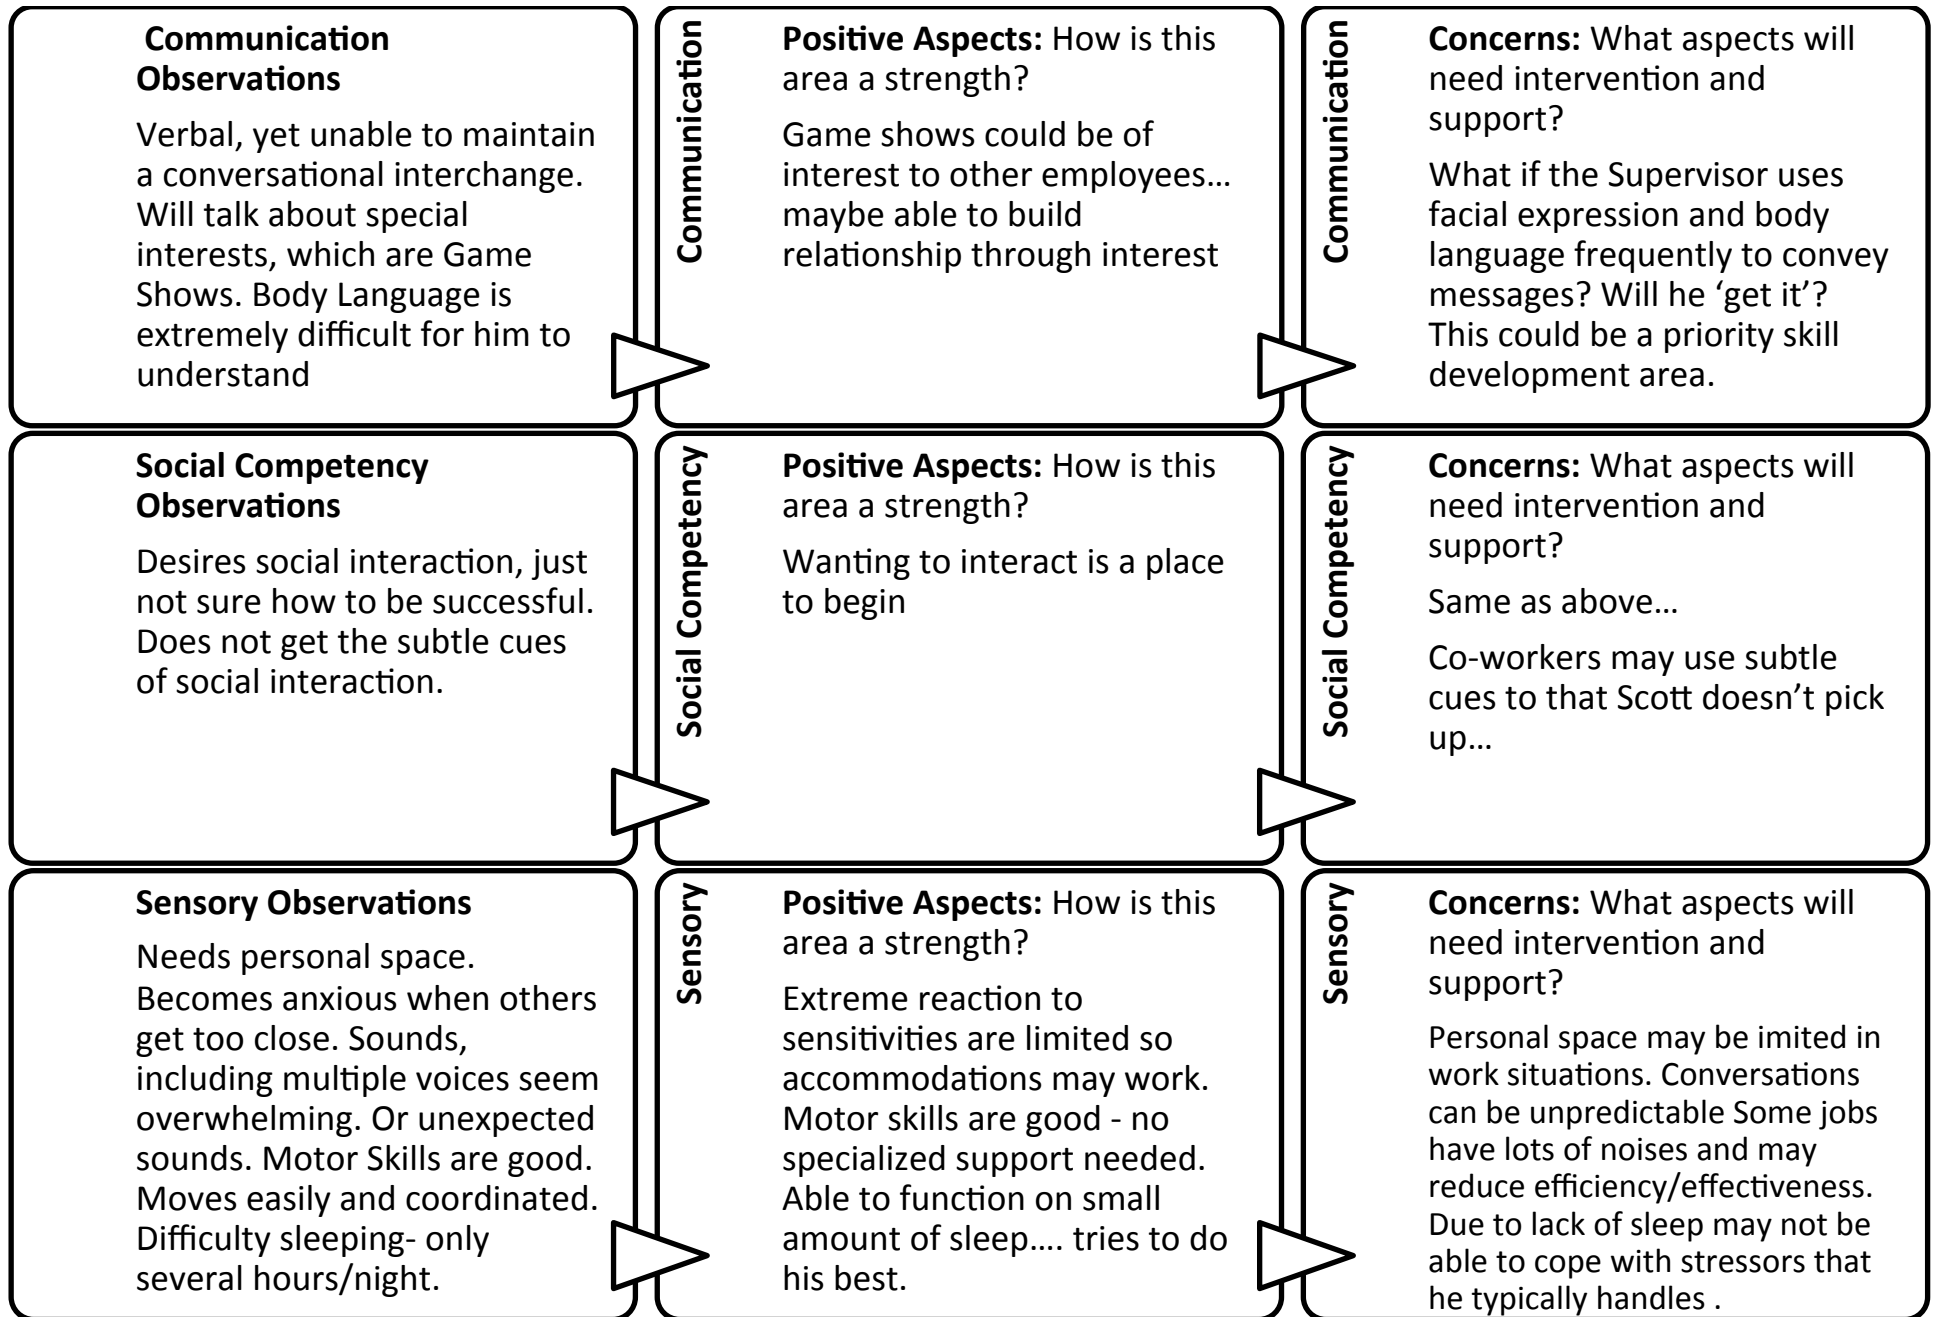 Communication
Observations
Verbal, yet unable to maintain
a conversational interchange.
Will talk about special
interests, which are Game
Shows. Body Language is
extremely difficult for him to
understand
Communication
Positive Aspects: How is this
area a strength?
Game shows could be of
interest to other employees…
maybe able to build
relationship through interest
Communication
Concerns: What aspects will
need intervention and
support?
What if the Supervisor uses
facial expression and body
language frequently to convey
messages? Will he ‘get it’?
This could be a priority skill
development area.
Social Competency
Observations
Desires social interaction, just
not sure how to be successful.
Does not get the subtle cues
of social interaction.
Social Competency
Positive Aspects: How is this
area a strength?
Wanting to interact is a place
to begin
Social Competency
Concerns: What aspects will
need intervention and
support?
Same as above…
Co-workers may use subtle
cues to that Scott doesn’t pick
up…
Sensory Observations
Needs personal space.
Becomes anxious when others
get too close. Sounds,
including multiple voices seem
overwhelming. Or unexpected
sounds. Motor Skills are good.
Moves easily and coordinated.
Difficulty sleeping- only
several hours/night.
Sensory
Positive Aspects: How is this
area a strength?
Extreme reaction to
sensitivities are limited so
accommodations may work.
Motor skills are good - no
specialized support needed.
Able to function on small
amount of sleep…. tries to do
his best.
Sensory
Concerns: What aspects will
need intervention and
support?
Personal space may be imited in
work situations. Conversations
can be unpredictable Some jobs
have lots of noises and may
reduce efficiency/effectiveness.
Due to lack of sleep may not be
able to cope with stressors that
he typically handles .